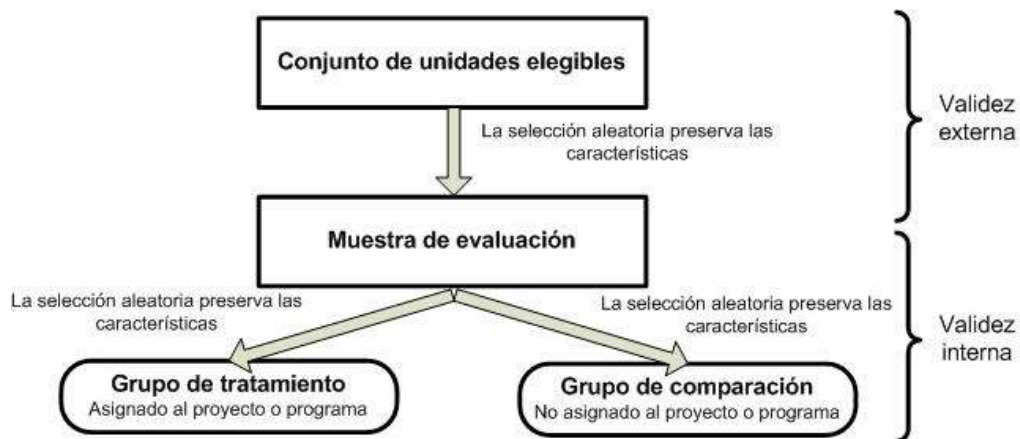 Conjunto de unidades elegibles
La selección aleatoria preserva las
características
Validez
externa
Muestra de evaluación
La selección aleatoria preserva las
características
La selección aleatoria preserva las
características
Validez
interna
Grupo de tratamiento
Asignado al proyecto o programa
Grupo de comparación
No asignado al proyecto o programa